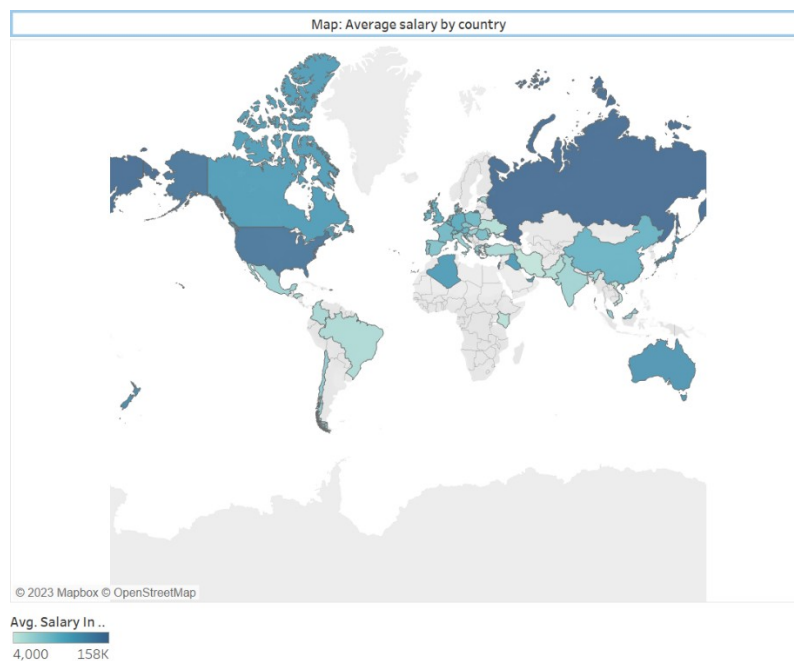 Map: Average salary by country
© 2023 Mapbox © OpenStreetMap
Avg. Salary In ..
4,000 158K